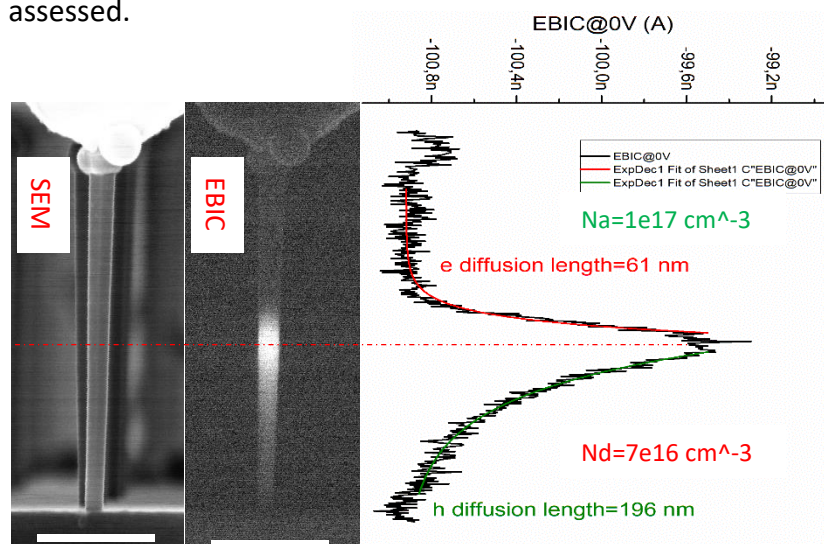 assessed.
EBIC@0V (A)
-100,8n
-100,4n
-100,0n
-99,6n
-99,2n
SEM
EBIC
EBIC@0V
ExpDec1 Fit of Sheet1 C"EBIC@0V"
ExpDec1 Fit of Sheet1 C"EBIC@0V"
Na=1e17 cm^-3
e diffusion length=61 nm
Nd=7e16 cm^-3
h diffusion length=196 nm